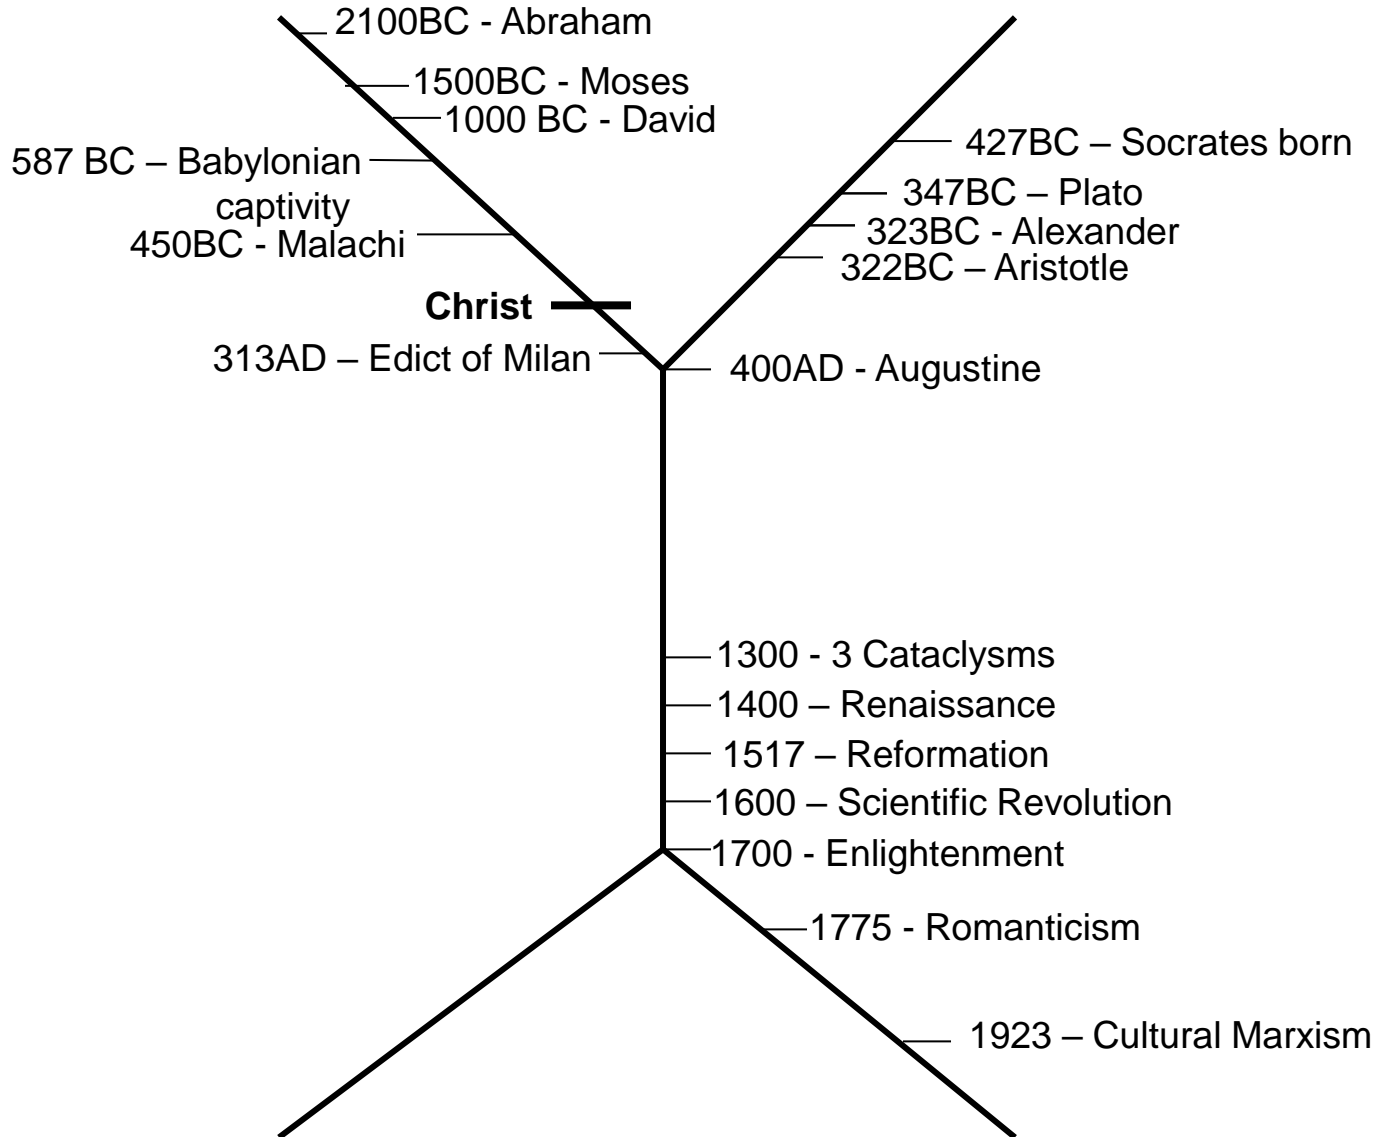 2100BC - Abraham
1500BC - Moses
1000 BC - David
587 BC – Babylonian
captivity
450BC - Malachi
Christ
313AD – Edict of Milan
427BC – Socrates born
347BC – Plato
323BC - Alexander
322BC – Aristotle
400AD - Augustine
1300 - 3 Cataclysms
1400 – Renaissance
1517 – Reformation
1600 – Scientific Revolution
1700 - Enlightenment
1775 - Romanticism
1923 – Cultural Marxism